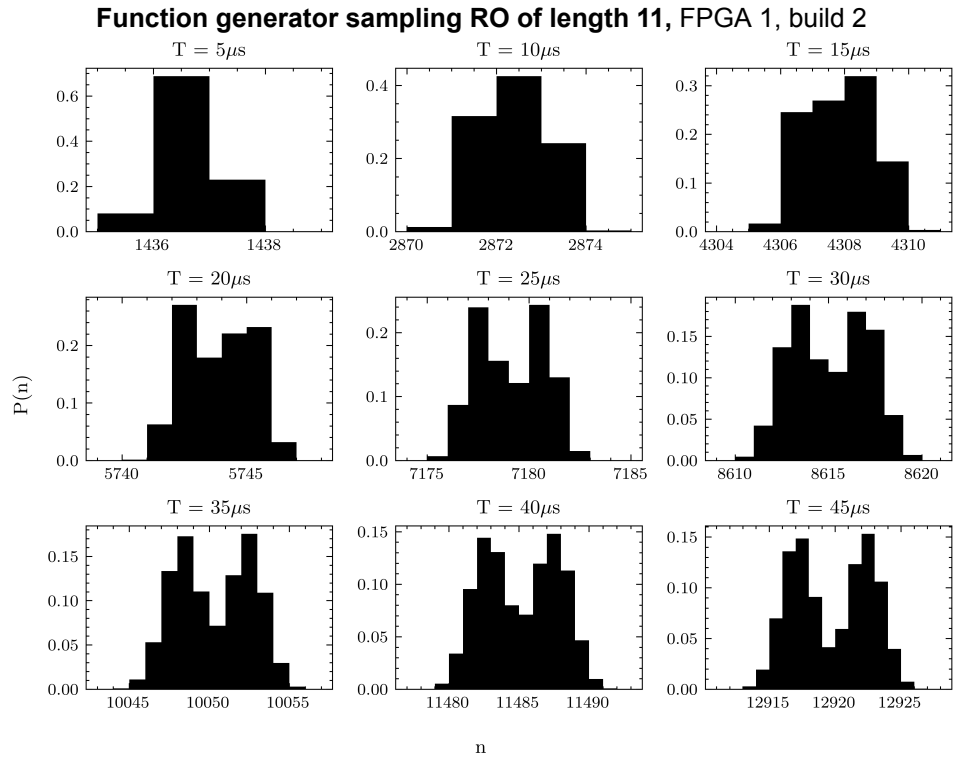 Function generator sampling RO of length 11, FPGA 1, build 2
T = 5μs
T = 10μs
T = 15μs
0.6
0.4
0.2
0.0
1436 1438
0.4
0.2
0.0
2870 2872 2874
0.3
0.2
0.1
0.0
4304 4306 4308 4310
P(n)
T = 20μs
T = 25μs
T = 30μs
0.2
0.1
0.0
5740 5745
0.2
0.1
0.0
7175 7180 7185
0.15
0.10
0.05
0.00
8610 8615 8620
T = 35μs
T = 40μs
T = 45μs
0.15
0.10
0.05
0.00
10045 10050 10055
0.15
0.10
0.05
0.00
11480 11485 11490
0.15
0.10
0.05
0.00
12915 12920 12925
n